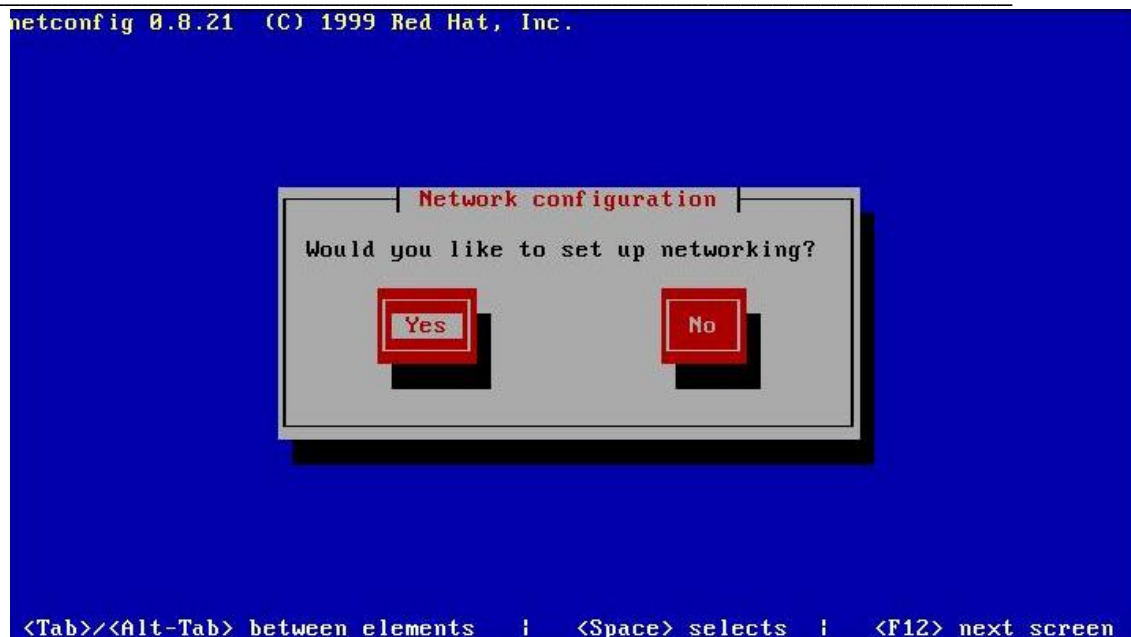 netconfig 0.8.21 (C) 1999 Red Hat, Inc.
Network configuration
Would you like to set up networking?
Yes No
<Tab>/<Alt-Tab> between elements | <Space> selects | <F12> next screen